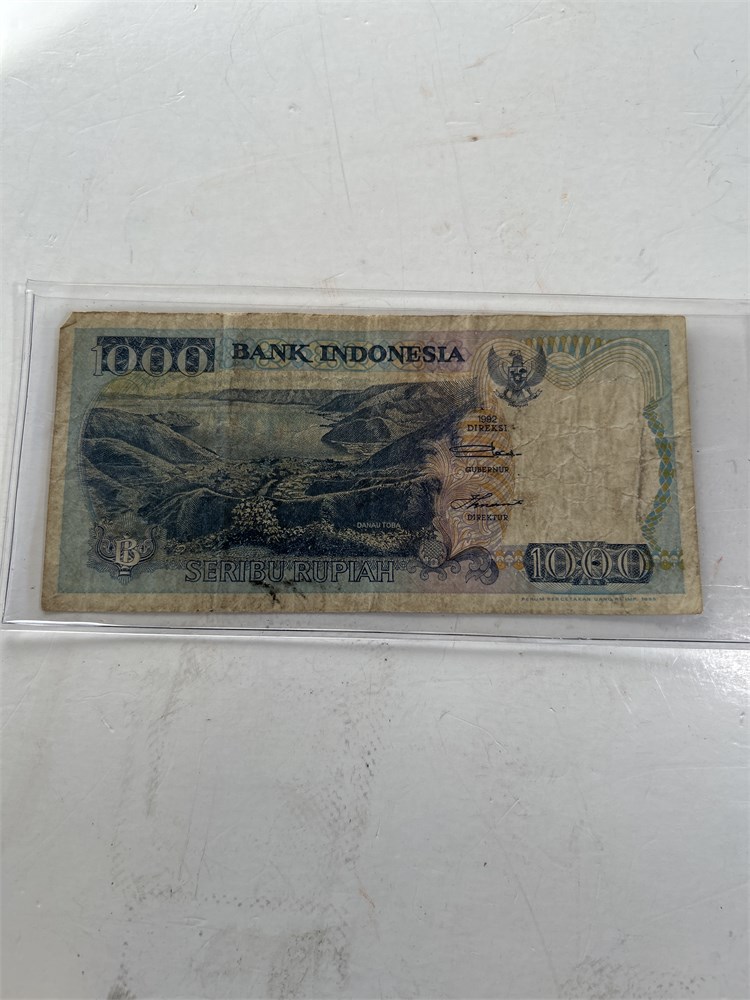 1000
BANK INDONESIA
1992
DIREKSI
GUBERNUR
DIREKTUR
DANAU TOBA
SERIBU RUPIAH
1000